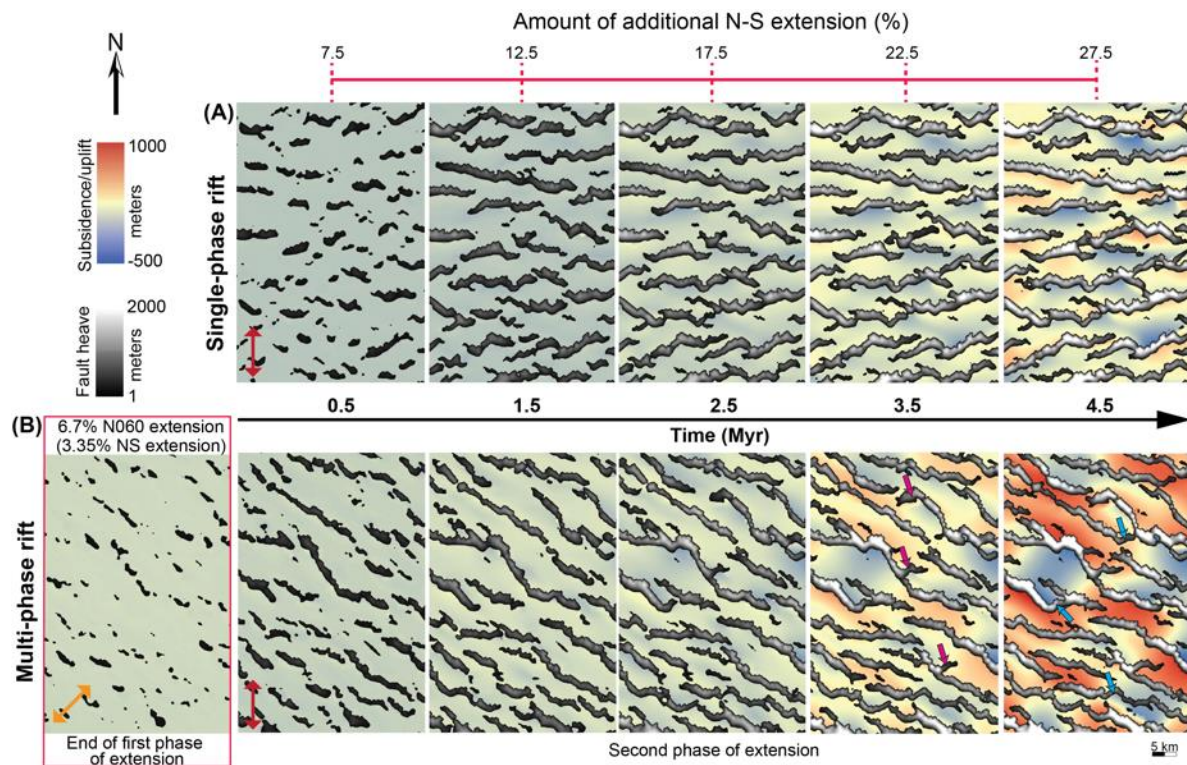 Amount of additional N-S extension (%)
7.5 12.5 17.5 22.5 27.5
N
Subsidence/uplift
1000
meters
-500
Fault heave
2000
meters
1
(A)
Single-phase rift
0.5 1.5 2.5 3.5 4.5
Time (Myr)
(B)
6.7% N060 extension
(3.35% NS extension)
Multi-phase rift
End of first phase
of extension
Second phase of extension
5 km